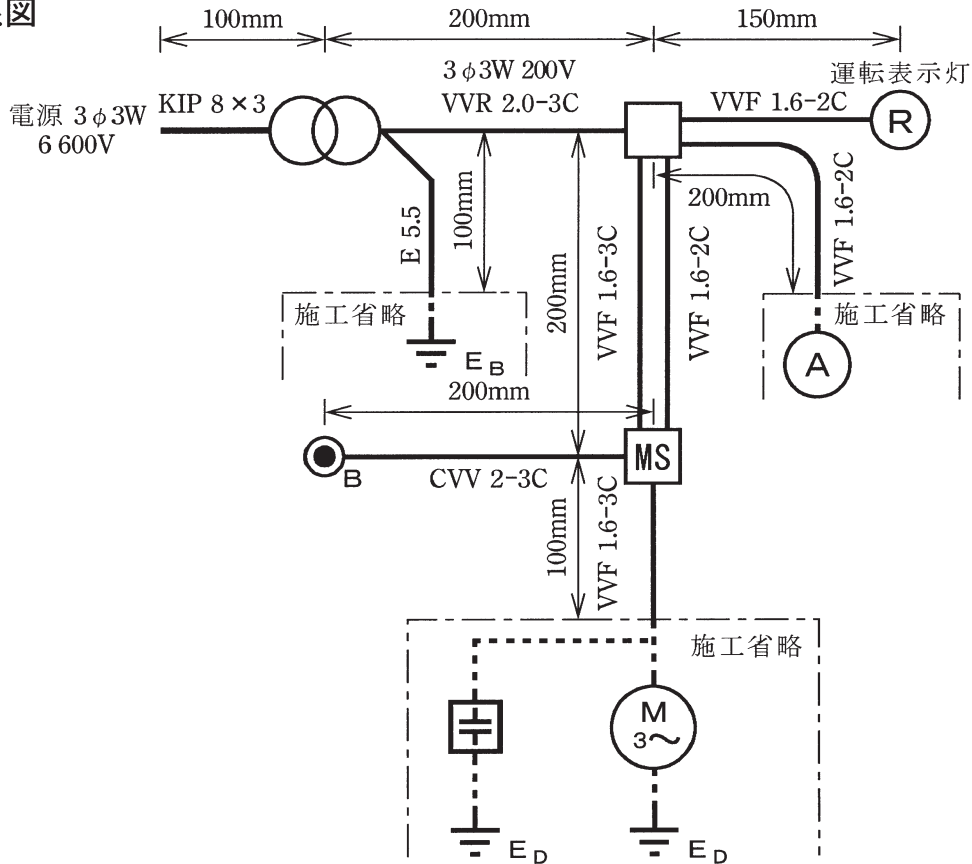 図
100mm
200mm
150mm
3φ3W 200V
運転表示灯
電源 3φ3W
6 600V
KIP 8×3
VVR 2.0-3C
VVF 1.6-2C
R
E 5.5
100mm
200mm
VVF 1.6-3C
VVF 1.6-2C
200mm
VVF 1.6-2C
施工省略
E B
施工省略
A
200mm
B
CVV 2-3C
MS
100mm
VVF 1.6-3C
施工省略
M
3~
E D
E D